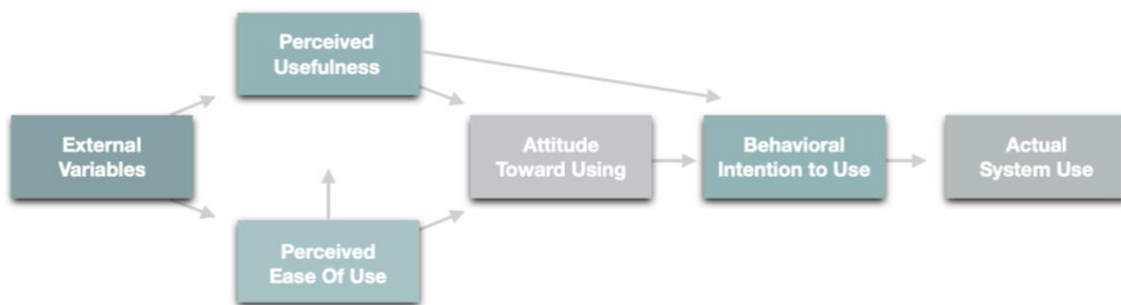 Perceived
Usefulness
External
Variables
Attitude
Toward Using
Behavioral
Intention to Use
Actual
System Use
Perceived
Ease Of Use